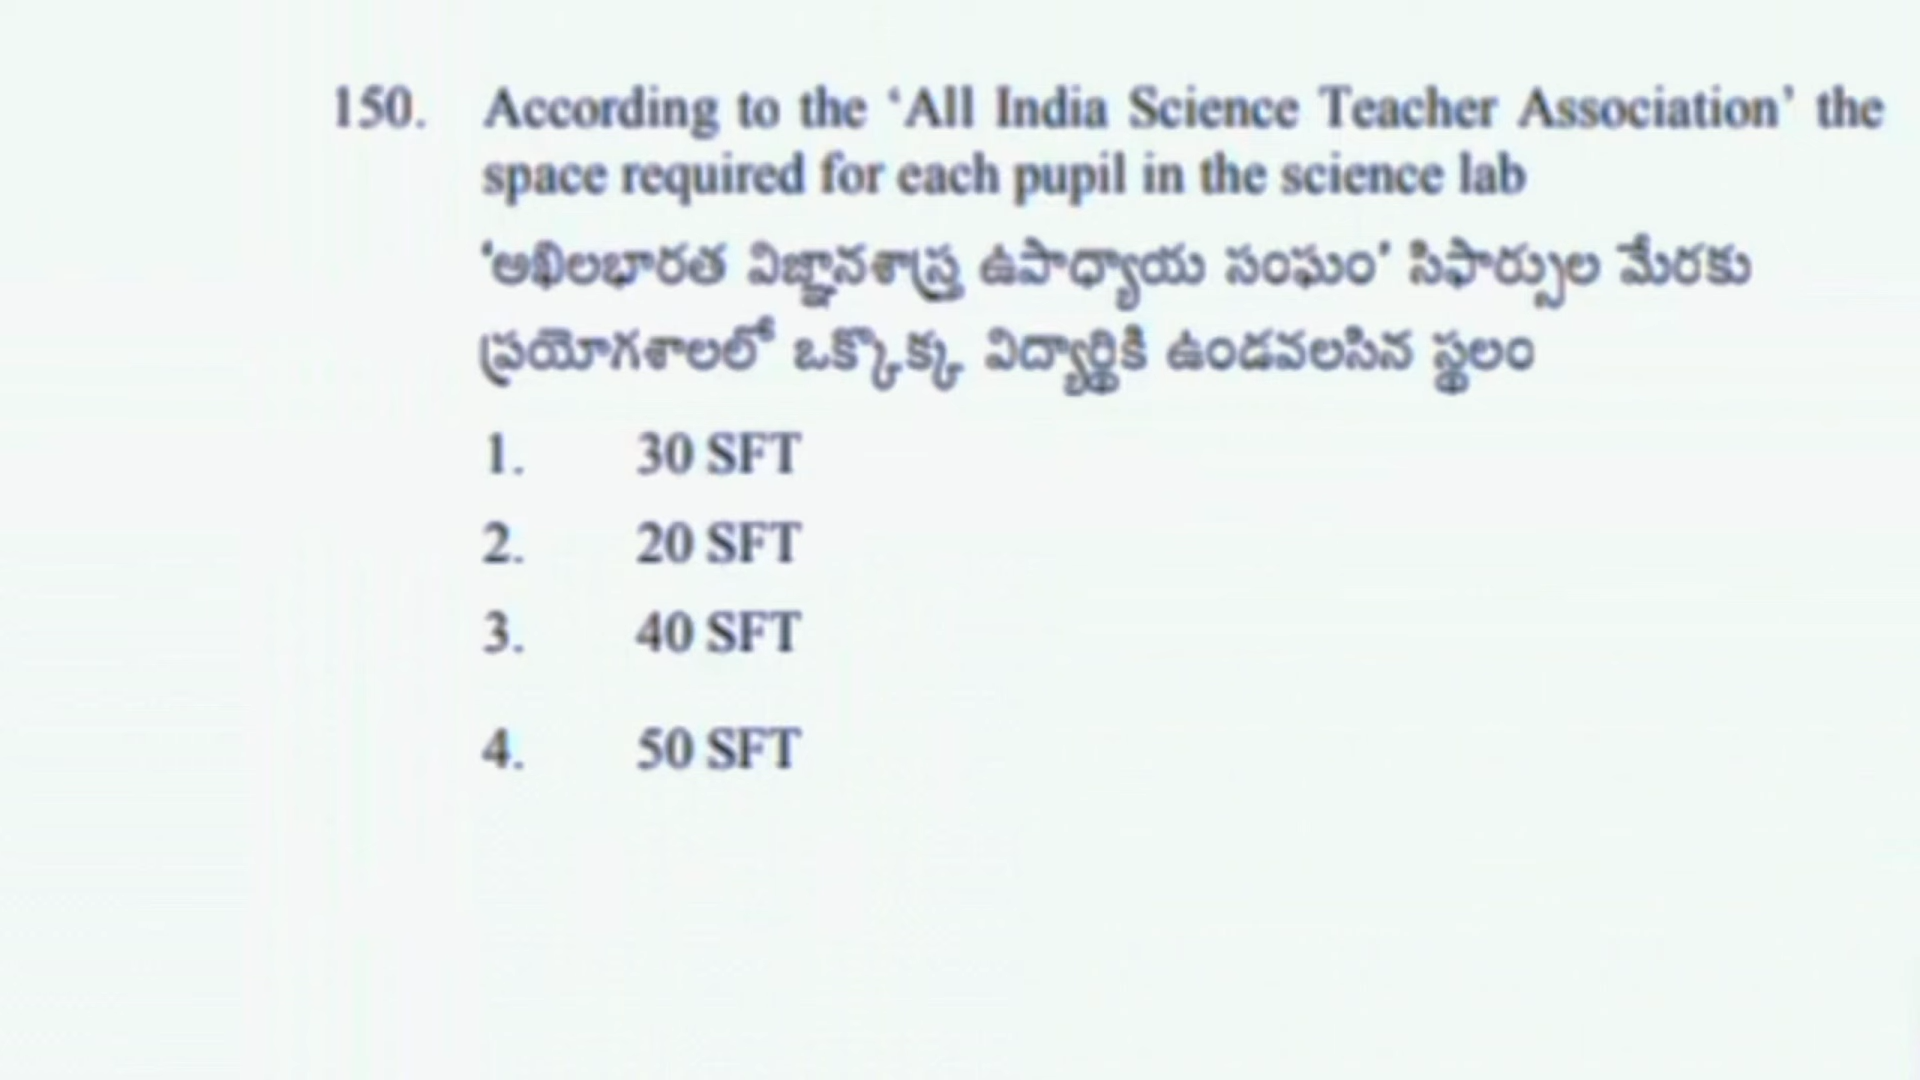 150. According to the ‘All India Science Teacher Association’ the
space required for each pupil in the science lab
‘అఖిలభారత విజ్ఞానశాస్త్ర ఉపాధ్యాయ సంఘం’ సిఫార్సుల మేరకు
ప్రయోగశాలలో ఒక్కొక్క విద్యార్థికి ఉండవలసిన స్థలం
1. 30 SFT
2. 20 SFT
3. 40 SFT
4. 50 SFT